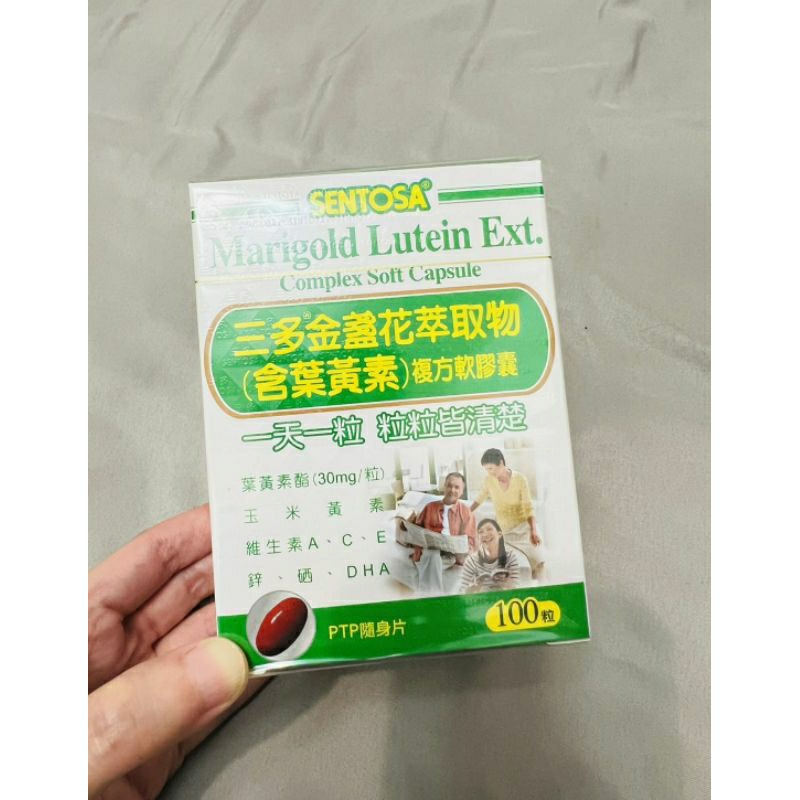 SENTOSA®
Marigold Lutein Ext.
Complex Soft Capsule
三多®金盞花萃取物
(含葉黃素)複方軟膠囊
一天一粒 粒粒皆清楚
葉黃素酯(30mg/粒)
玉米黃素
維生素A、C、E
鋅、硒、DHA
PTP隨身片
100粒